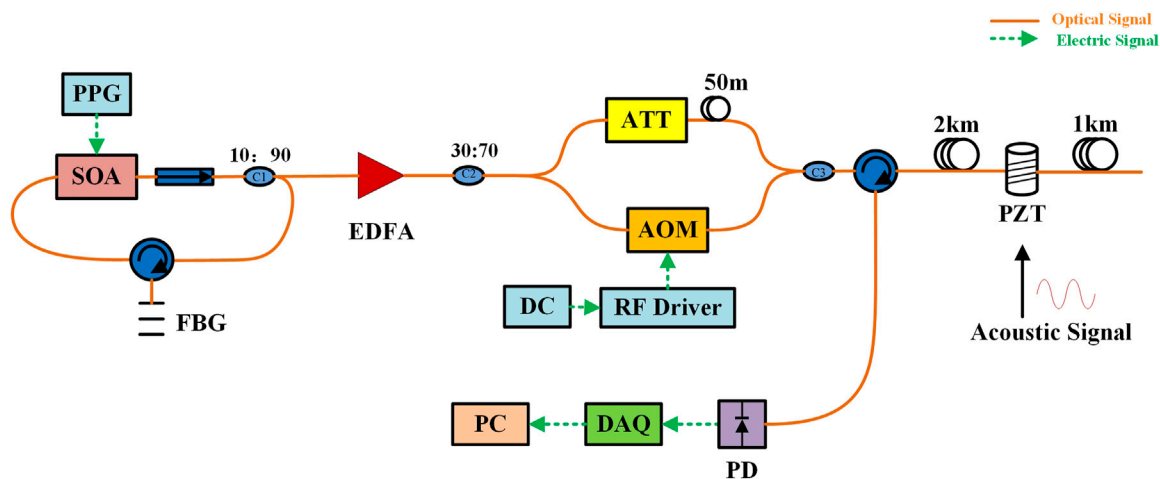 Optical Signal
Electric Signal
PPG
SOA
10: 90
C1
EDFA
30:70
C2
ATT
50m
AOM
DC
RF Driver
C3
2km
1km
PZT
FBG
Acoustic Signal
PC
DAQ
PD